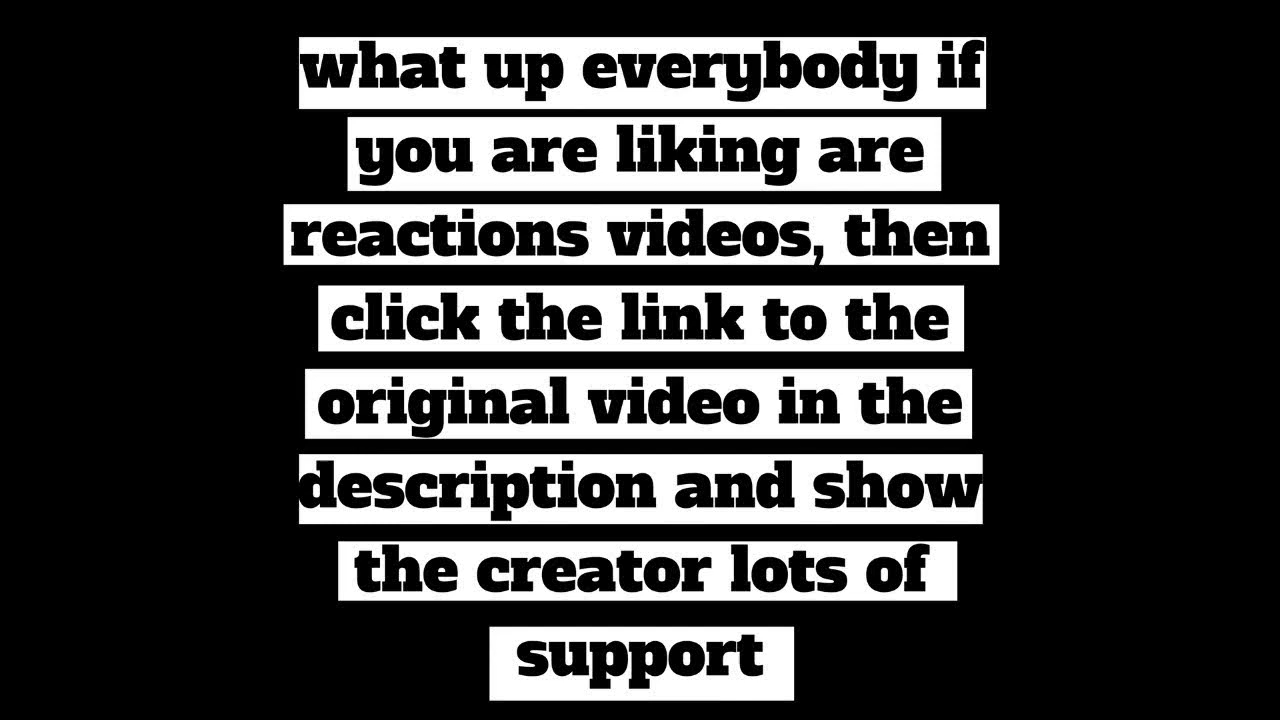 what up everybody if
you are liking are
reactions videos, then
click the link to the
original video in the
description and show
the creator lots of
support